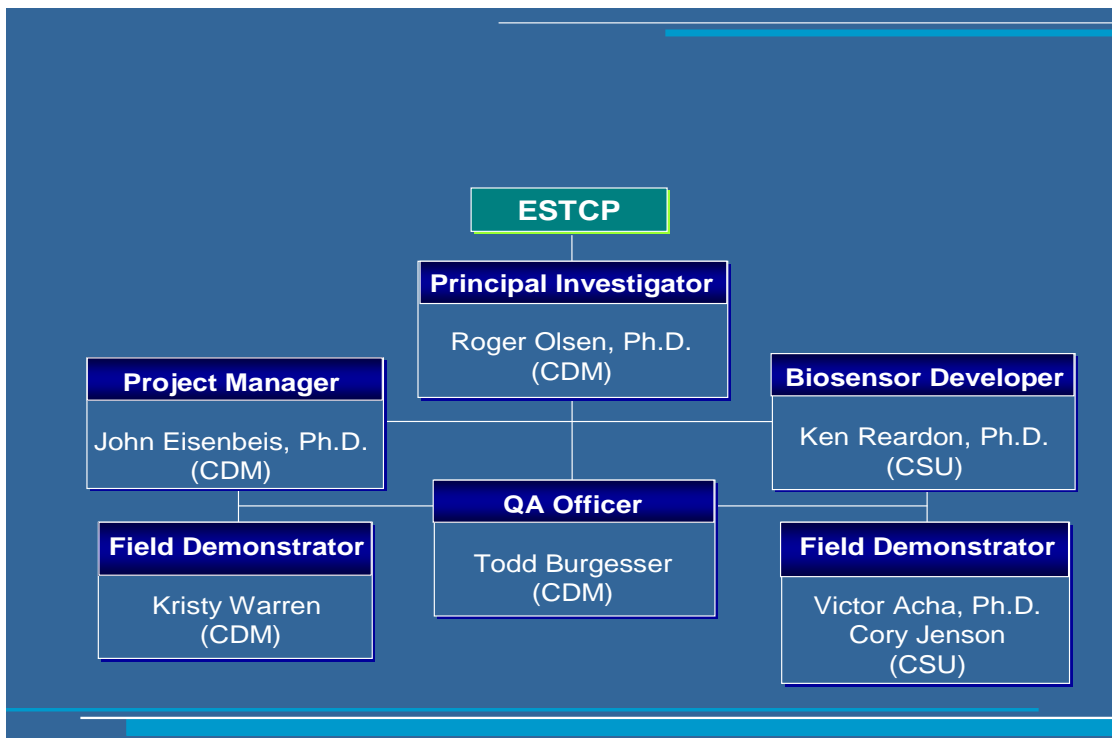 ESTCP
Principal Investigator
Roger Olsen, Ph.D.
(CDM)
Project Manager
John Eisenbeis, Ph.D.
(CDM)
Biosensor Developer
Ken Reardon, Ph.D.
(CSU)
QA Officer
Todd Burgesser
(CDM)
Field Demonstrator
Kristy Warren
(CDM)
Field Demonstrator
Victor Acha, Ph.D.
Cory Jenson
(CSU)